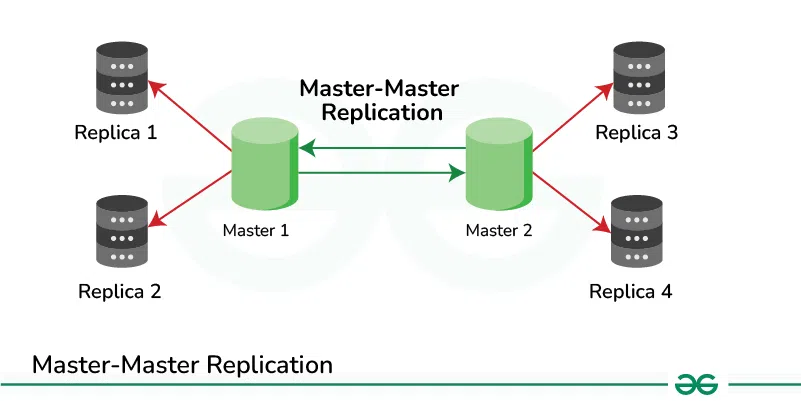 Master-Master
Replication
Replica 1
Replica 3
Master 1
Master 2
Replica 2
Replica 4
Master-Master Replication